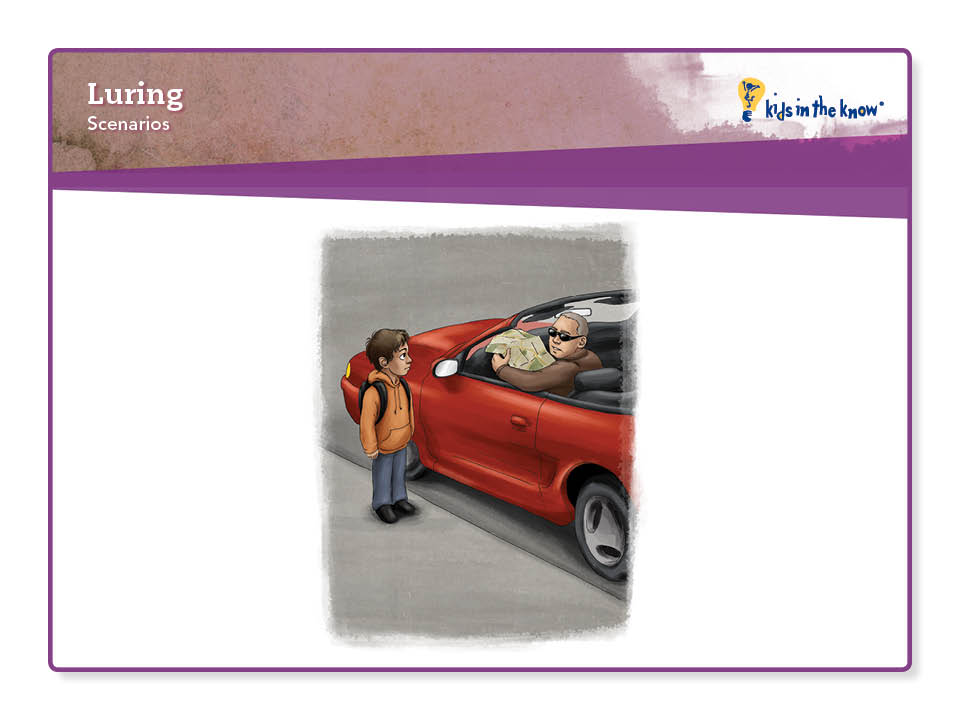 Luring
Scenarios
kids in the know®